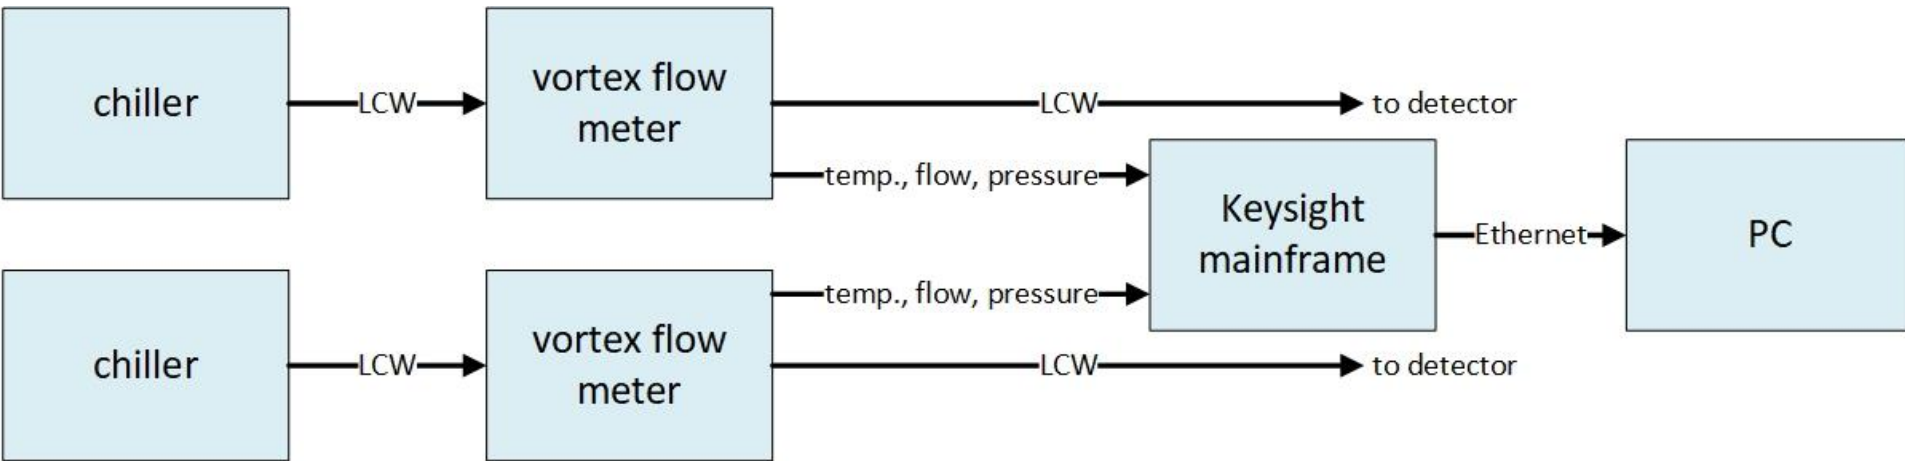 chiller
LCW
vortex flow
meter
LCW
to detector
temp., flow, pressure
Keysight
mainframe
Ethernet
PC
temp., flow, pressure
chiller
LCW
vortex flow
meter
LCW
to detector